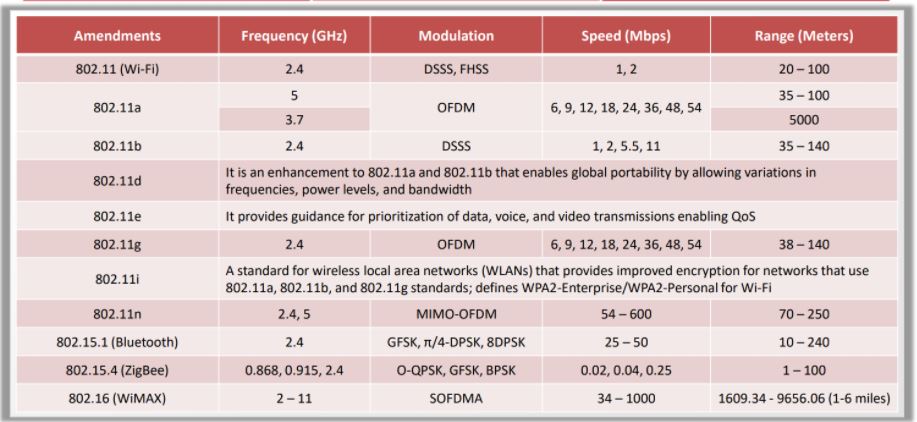 Amendments Frequency (GHz) Modulation Speed (Mbps) Range (Meters)
802.11 (Wi-Fi) 2.4 DSSS, FHSS 1, 2 20 – 100
802.11a 5 OFDM 6, 9, 12, 18, 24, 36, 48, 54 35 – 100
3.7 5000
802.11b 2.4 DSSS 1, 2, 5.5, 11 35 – 140
802.11d It is an enhancement to 802.11a and 802.11b that enables global portability by allowing variations in
frequencies, power levels, and bandwidth
802.11e It provides guidance for prioritization of data, voice, and video transmissions enabling QoS
802.11g 2.4 OFDM 6, 9, 12, 18, 24, 36, 48, 54 38 – 140
802.11i A standard for wireless local area networks (WLANs) that provides improved encryption for networks that use
802.11a, 802.11b, and 802.11g standards; defines WPA2-Enterprise/WPA2-Personal for Wi-Fi
802.11n 2.4, 5 MIMO-OFDM 54 – 600 70 – 250
802.15.1 (Bluetooth) 2.4 GFSK, π/4-DPSK, 8DPSK 25 – 50 10 – 240
802.15.4 (ZigBee) 0.868, 0.915, 2.4 O-QPSK, GFSK, BPSK 0.02, 0.04, 0.25 1 – 100
802.16 (WiMAX) 2 – 11 SOFDMA 34 – 1000 1609.34 - 9656.06 (1-6 miles)